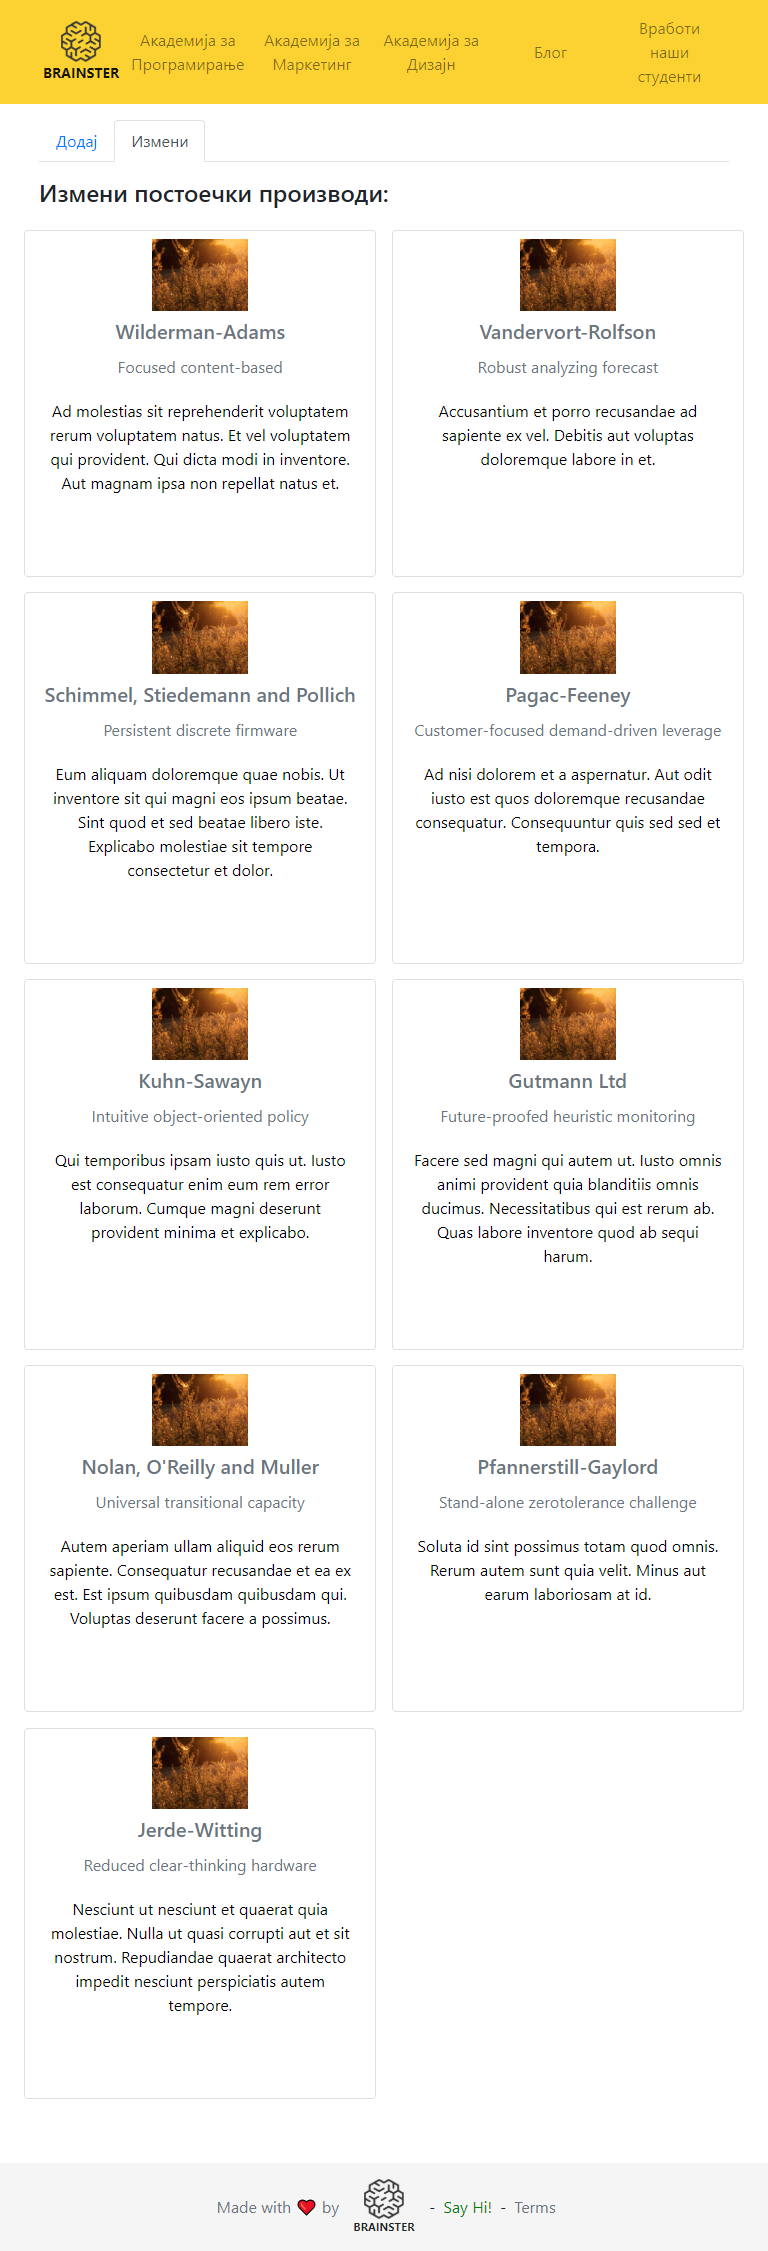 BRAINSTER
Академија за
Програмирање
Академија за
Маркетинг
Академија за
Дизајн
Блог
Вработи
наши
студенти
Додај
Измени
Измени постоечки производи:
Wilderman-Adams
Focused content-based
Ad molestias sit reprehenderit voluptatem
rerum voluptatem natus. Et vel voluptatem
qui provident. Qui dicta modi in inventore.
Aut magnam ipsa non repellat natus et.
Vandervort-Rolfson
Robust analyzing forecast
Accusantium et porro recusandae ad
sapiente ex vel. Debitis aut voluptas
doloremque labore in et.
Schimmel, Stiedemann and Pollich
Persistent discrete firmware
Eum aliquam doloremque quae nobis. Ut
inventore sit qui magni eos ipsum beatae.
Sint quod et sed beatae libero iste.
Explicabo molestiae sit tempore
consectetur et dolor.
Pagac-Feeney
Customer-focused demand-driven leverage
Ad nisi dolorem et a aspernatur. Aut odit
iusto est quos doloremque recusandae
consequatur. Consequuntur quis sed sed et
tempora.
Kuhn-Sawayn
Intuitive object-oriented policy
Qui temporibus ipsam iusto quis ut. Iusto
est consequatur enim eum rem error
laborum. Cumque magni deserunt
provident minima et explicabo.
Gutmann Ltd
Future-proofed heuristic monitoring
Facere sed magni qui autem ut. Iusto omnis
animi provident quia blanditiis omnis
ducimus. Necessitatibus qui est rerum ab.
Quas labore inventore quod ab sequi
harum.
Nolan, O'Reilly and Muller
Universal transitional capacity
Autem aperiam ullam aliquid eos rerum
sapiente. Consequatur recusandae et ea ex
est. Est ipsum quibusdam quibusdam qui.
Voluptas deserunt facere a possimus.
Pfannerstill-Gaylord
Stand-alone zerotolerance challenge
Soluta id sint possimus totam quod omnis.
Rerum autem sunt quia velit. Minus aut
earum laboriosam at id.
Jerde-Witting
Reduced clear-thinking hardware
Nesciunt ut nesciunt et quaerat quia
molestiae. Nulla ut quasi corrupti aut et sit
nostrum. Repudiandae quaerat architecto
impedit nesciunt perspiciatis autem
tempore.
Made with ❤ by BRAINSTER - Say Hi! - Terms